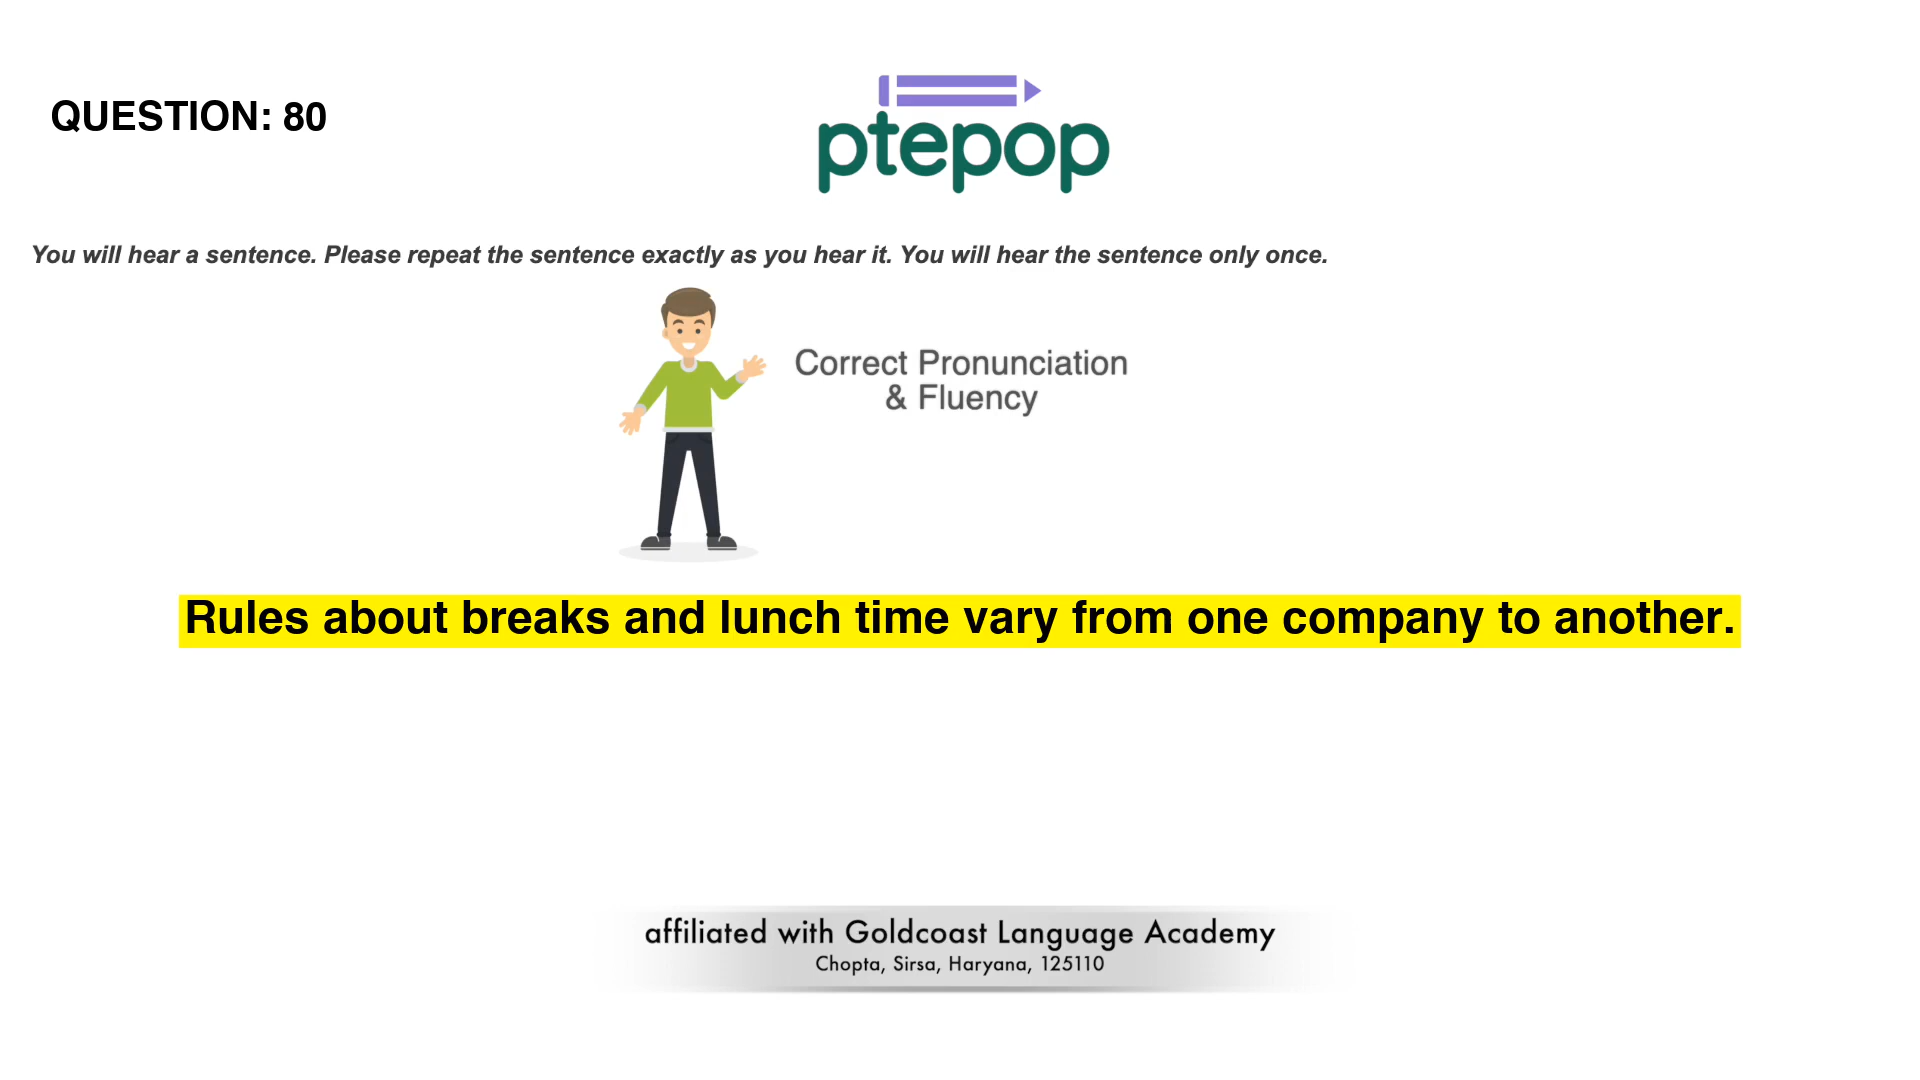 QUESTION: 80
ptepop
You will hear a sentence. Please repeat the sentence exactly as you hear it. You will hear the sentence only once.
Correct Pronunciation
& Fluency
Rules about breaks and lunch time vary from one company to another.
affiliated with Goldcoast Language Academy
Chopta, Sirsa, Haryana, 125110